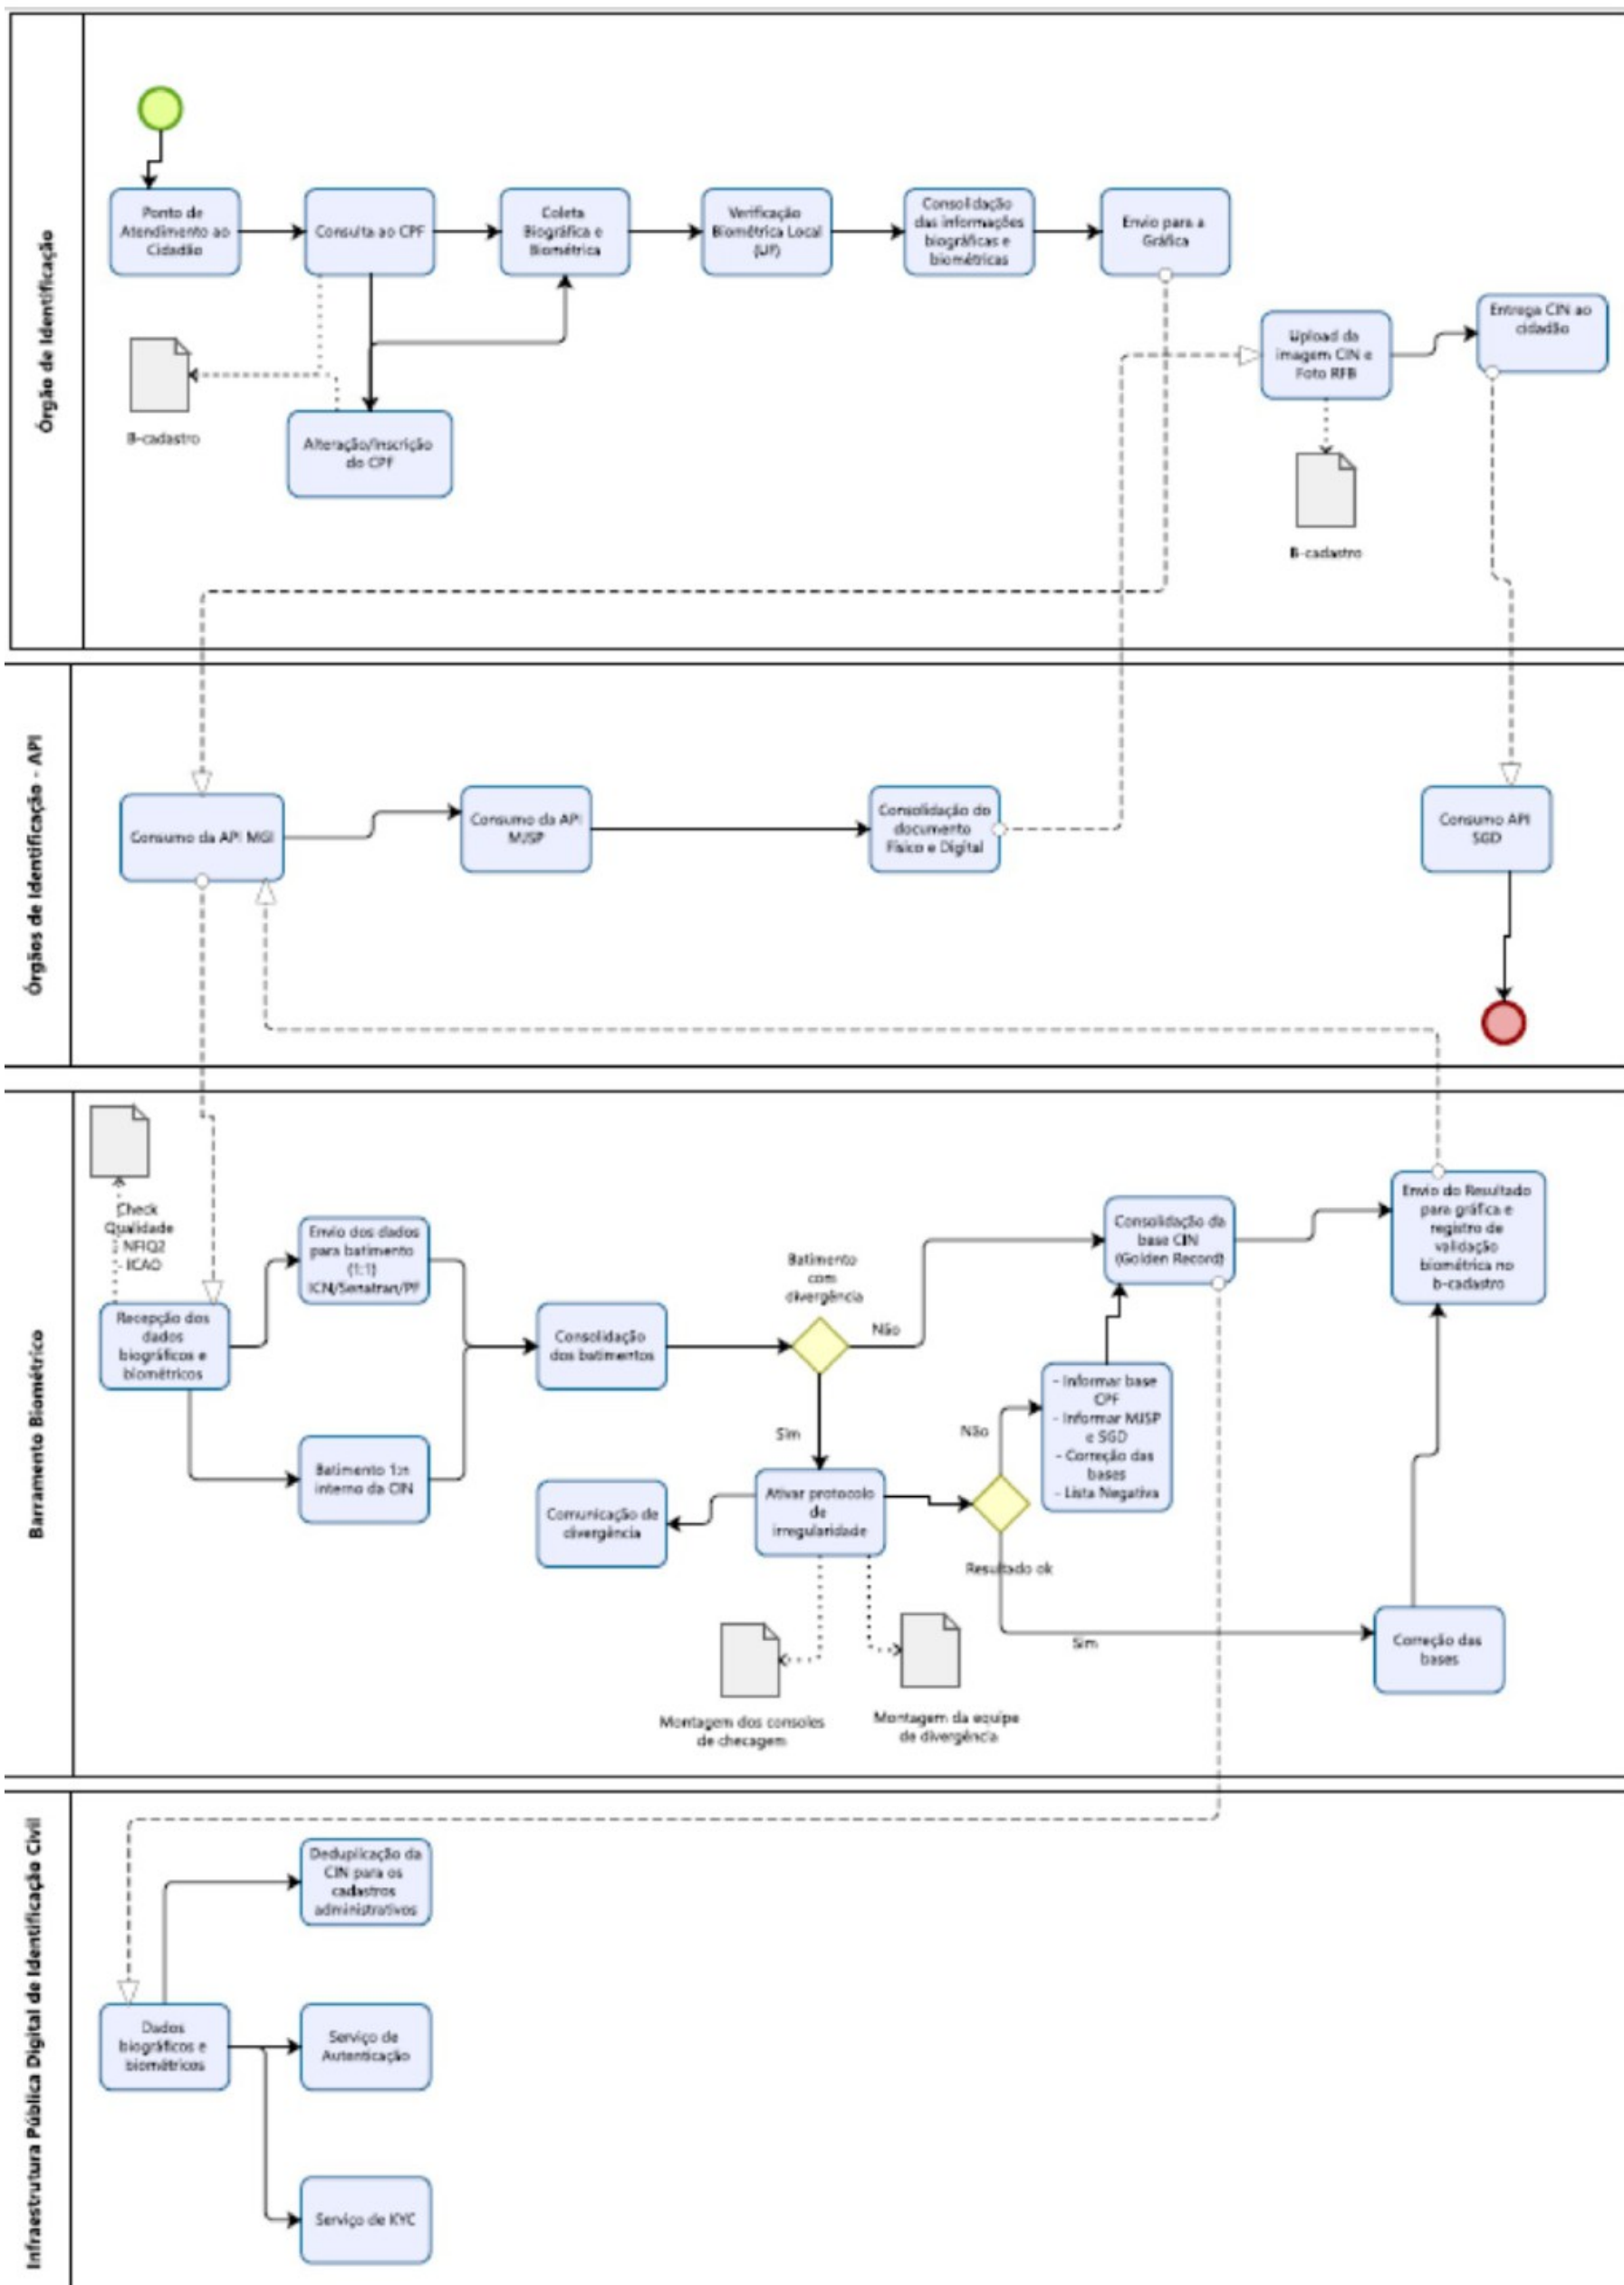 Órgão de Identificação
Ponto de
Atendimento ao
Cidadão
Consulta ao CPF
Coleta
Biográfica e
Biométrica
Verificação
Biométrica Local
(UF)
Consolidação
das informações
biográficas e
biométricas
Envio para a
Gráfica
B-cadastro
Alteração/Inscrição
do CPF
Upload da
imagem CIN e
Foto RFB
Entrega CIN ao
cidadão
B-cadastro
Órgãos de Identificação - API
Consumo da API MGI
Consumo da API
MJSP
Consolidação do
documento
Físico e Digital
Consumo API
SGD
Barramento Biométrico
Check
Qualidade
- NFIQ2
- ICAO
Recepção dos
dados
biográficos e
biométricos
Envio dos dados
para batimento
(1:1)
ICN/Senatran/PF
Batimento 1:n
interno da CIN
Consolidação
dos batimentos
Batimento
com
divergência
Não
Sim
Ativar protocolo
de
irregularidade
Comunicação de
divergência
Montagem dos consoles
de checagem
Montagem da equipe
de divergência
Resultado ok
Não
Sim
- Informar base
CPF
- Informar MJSP
e SGD
- Correção das
bases
- Lista Negativa
Consolidação da
base CIN
(Golden Record)
Envio do Resultado
para gráfica e
registro de
validação
biométrica no
b-cadastro
Correção das
bases
Infraestrutura Pública Digital de Identificação Civil
Dados
biográficos e
biométricos
Deduplicação da
CIN para os
cadastros
administrativos
Serviço de
Autenticação
Serviço de KYC